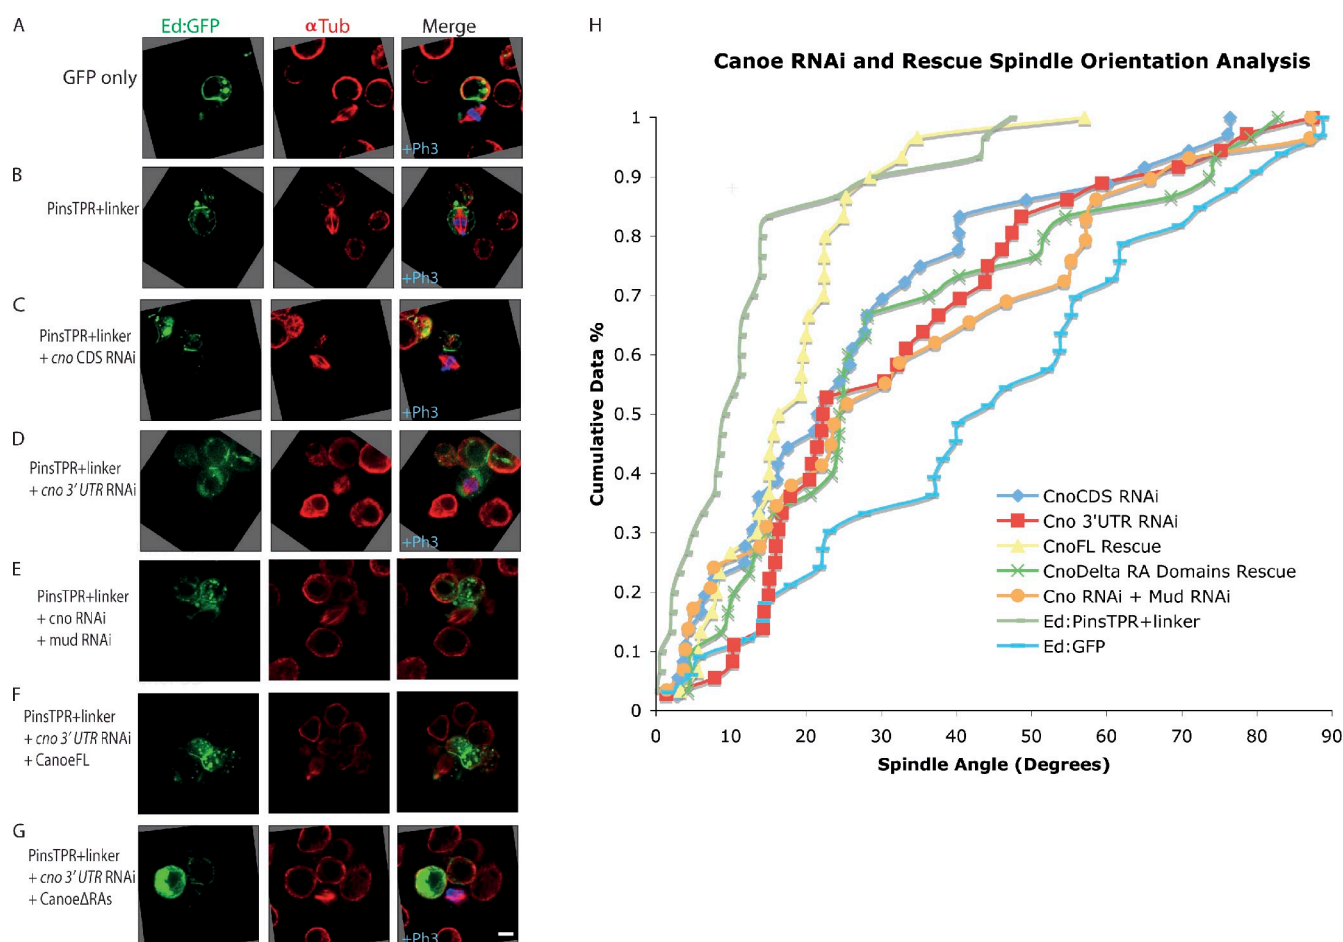 A
Ed:GFP
αTub
Merge
GFP only
+Ph3
B
PinsTPR+linker
+Ph3
C
PinsTPR+linker
+ cno CDS RNAi
+Ph3
D
PinsTPR+linker
+ cno 3' UTR RNAi
+Ph3
E
PinsTPR+linker
+ cno RNAi
+ mud RNAi
F
PinsTPR+linker
+ cno 3' UTR RNAi
+ CanoeFL
G
PinsTPR+linker
+ cno 3' UTR RNAi
+ CanoeΔRAs
+Ph3
H
Canoe RNAi and Rescue Spindle Orientation Analysis
Cumulative Data %
1
0.9
0.8
0.7
0.6
0.5
0.4
0.3
0.2
0.1
0
CnoCDS RNAi
Cno 3'UTR RNAi
CnoFL Rescue
CnoDelta RA Domains Rescue
Cno RNAi + Mud RNAi
Ed:PinsTPR+linker
Ed:GFP
0 10 20 30 40 50 60 70 80 90
Spindle Angle (Degrees)